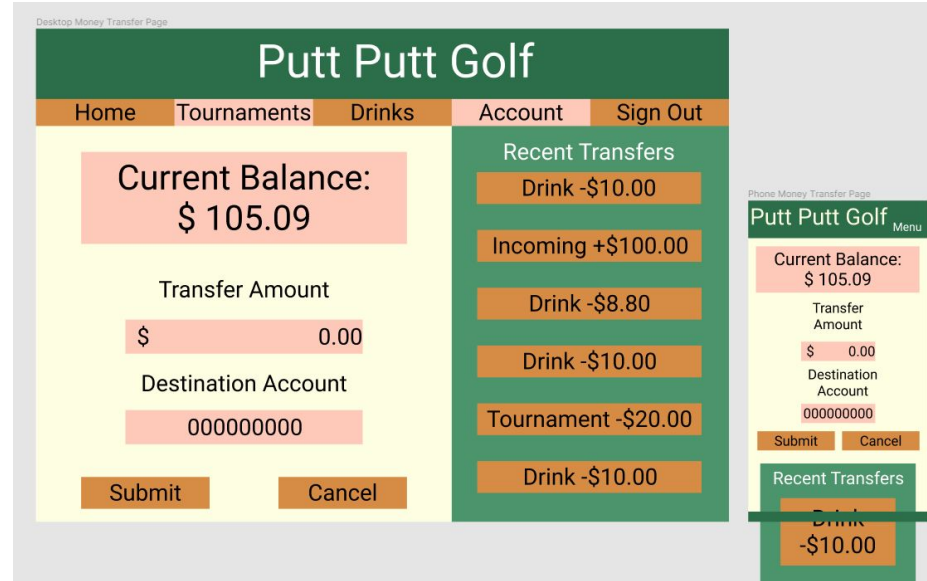 Desktop Money Transfer Page
Putt Putt Golf
Home Tournaments Drinks Account Sign Out
Current Balance:
$ 105.09
Transfer Amount
$ 0.00
Destination Account
000000000
Submit Cancel
Recent Transfers
Drink -$10.00
Incoming +$100.00
Drink -$8.80
Drink -$10.00
Tournament -$20.00
Drink -$10.00
Phone Money Transfer Page
Putt Putt Golf Menu
Current Balance:
$ 105.09
Transfer
Amount
$ 0.00
Destination
Account
000000000
Submit Cancel
Recent Transfers
Drink
-$10.00